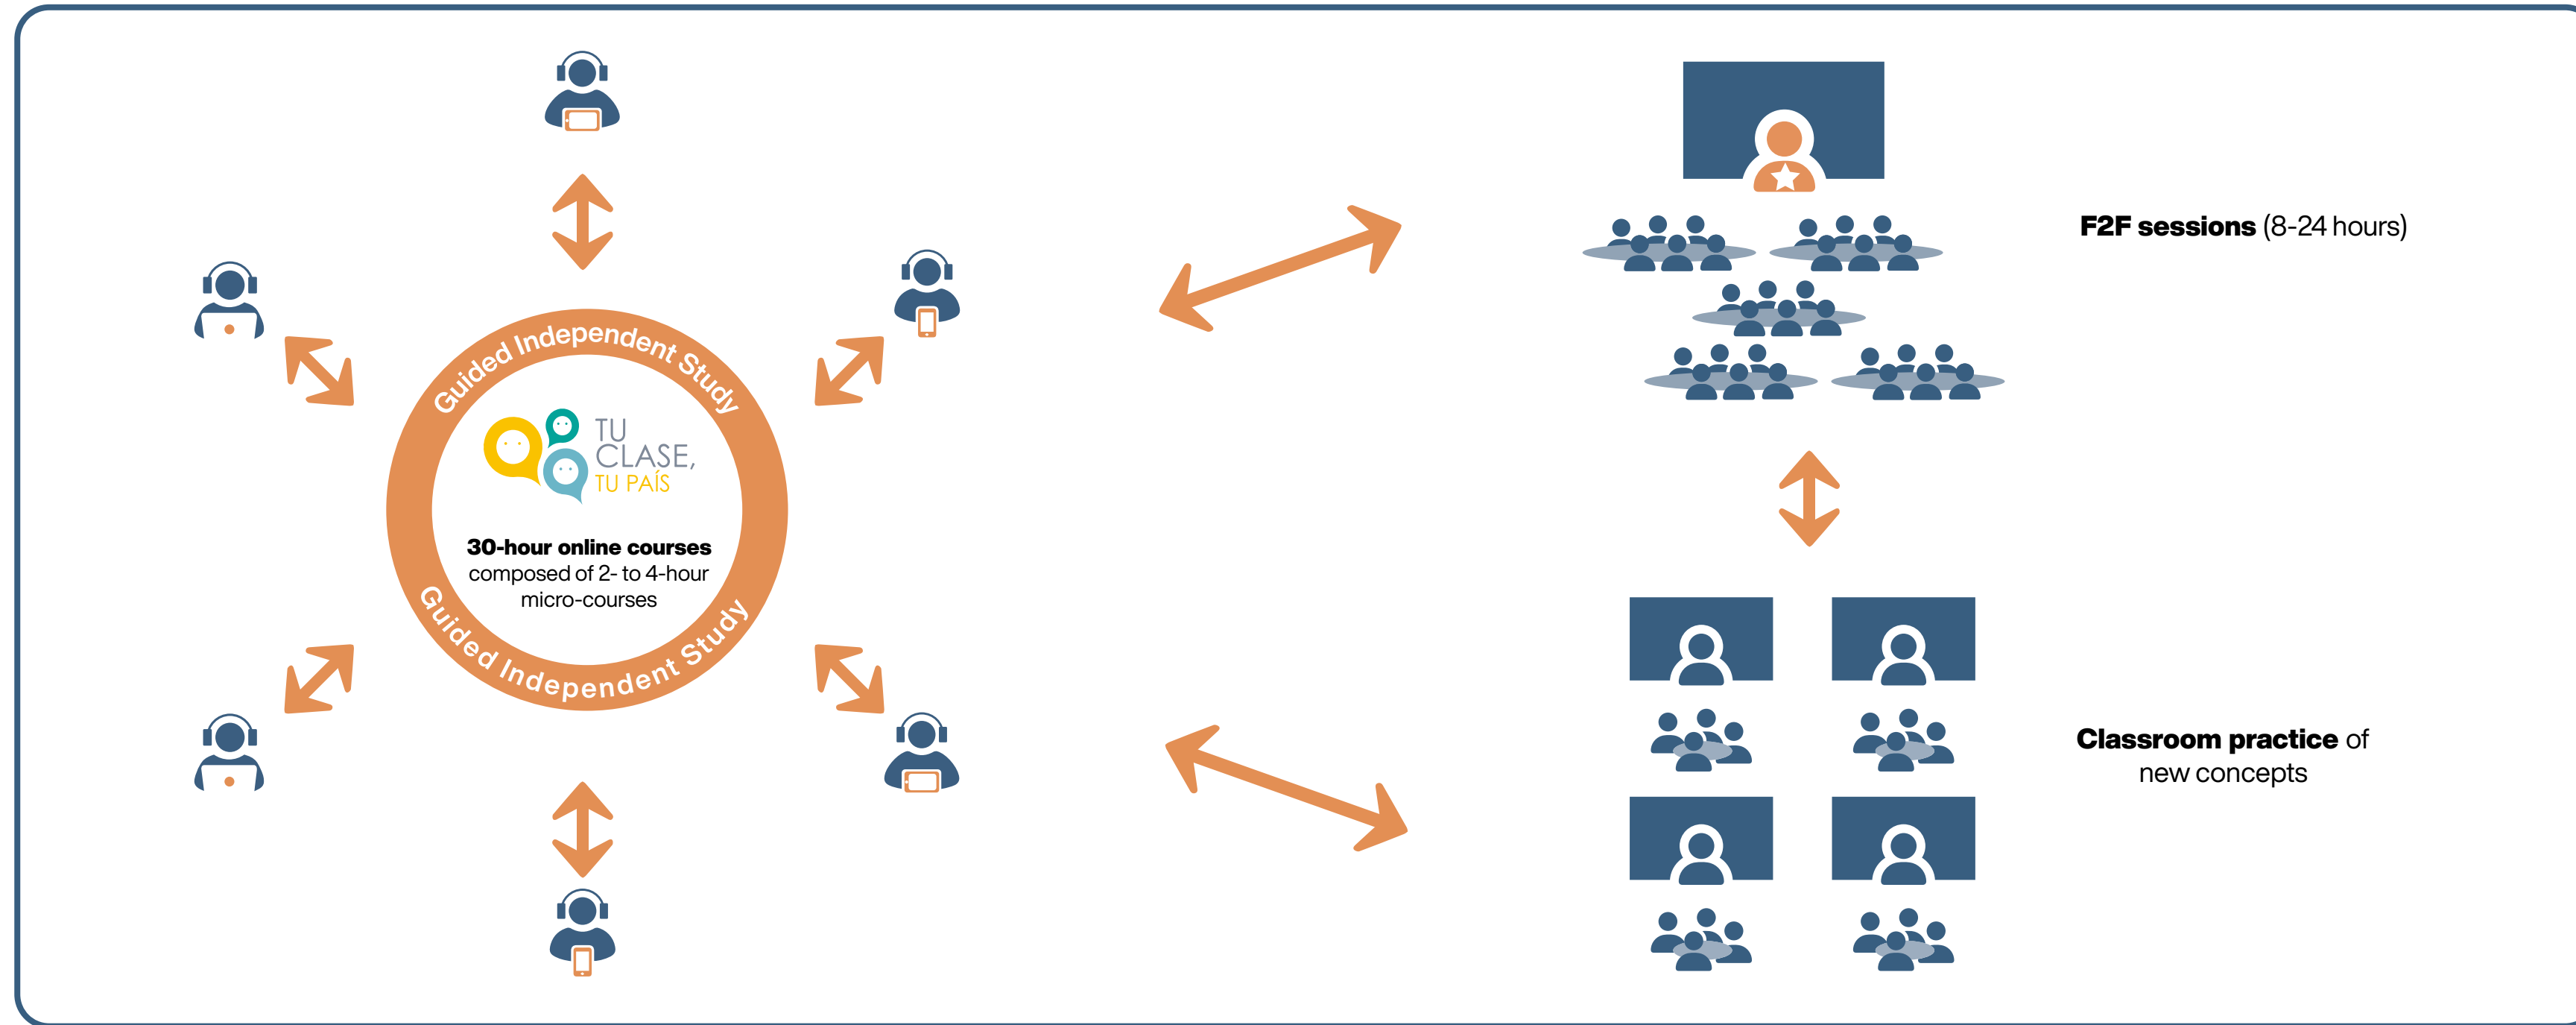 Guided Independent Study
TU
CLASE,
TU PAÍS
30-hour online courses
composed of 2- to 4-hour
micro-courses
Guided Independent Study
F2F sessions (8-24 hours)
Classroom practice of
new concepts